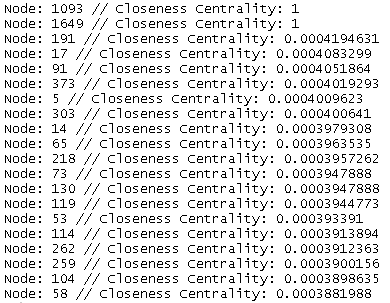 Node: 1093 // Closeness Centrality: 1
Node: 1649 // Closeness Centrality: 1
Node: 191 // Closeness Centrality: 0.0004194631
Node: 17 // Closeness Centrality: 0.0004083299
Node: 91 // Closeness Centrality: 0.0004051864
Node: 373 // Closeness Centrality: 0.0004019293
Node: 5 // Closeness Centrality: 0.0004009623
Node: 303 // Closeness Centrality: 0.000400641
Node: 14 // Closeness Centrality: 0.0003979308
Node: 65 // Closeness Centrality: 0.0003963535
Node: 218 // Closeness Centrality: 0.0003957262
Node: 73 // Closeness Centrality: 0.0003947888
Node: 130 // Closeness Centrality: 0.0003947888
Node: 119 // Closeness Centrality: 0.0003944773
Node: 53 // Closeness Centrality: 0.000393391
Node: 114 // Closeness Centrality: 0.0003913894
Node: 262 // Closeness Centrality: 0.0003912363
Node: 259 // Closeness Centrality: 0.0003900156
Node: 104 // Closeness Centrality: 0.0003898635
Node: 58 // Closeness Centrality: 0.0003881988